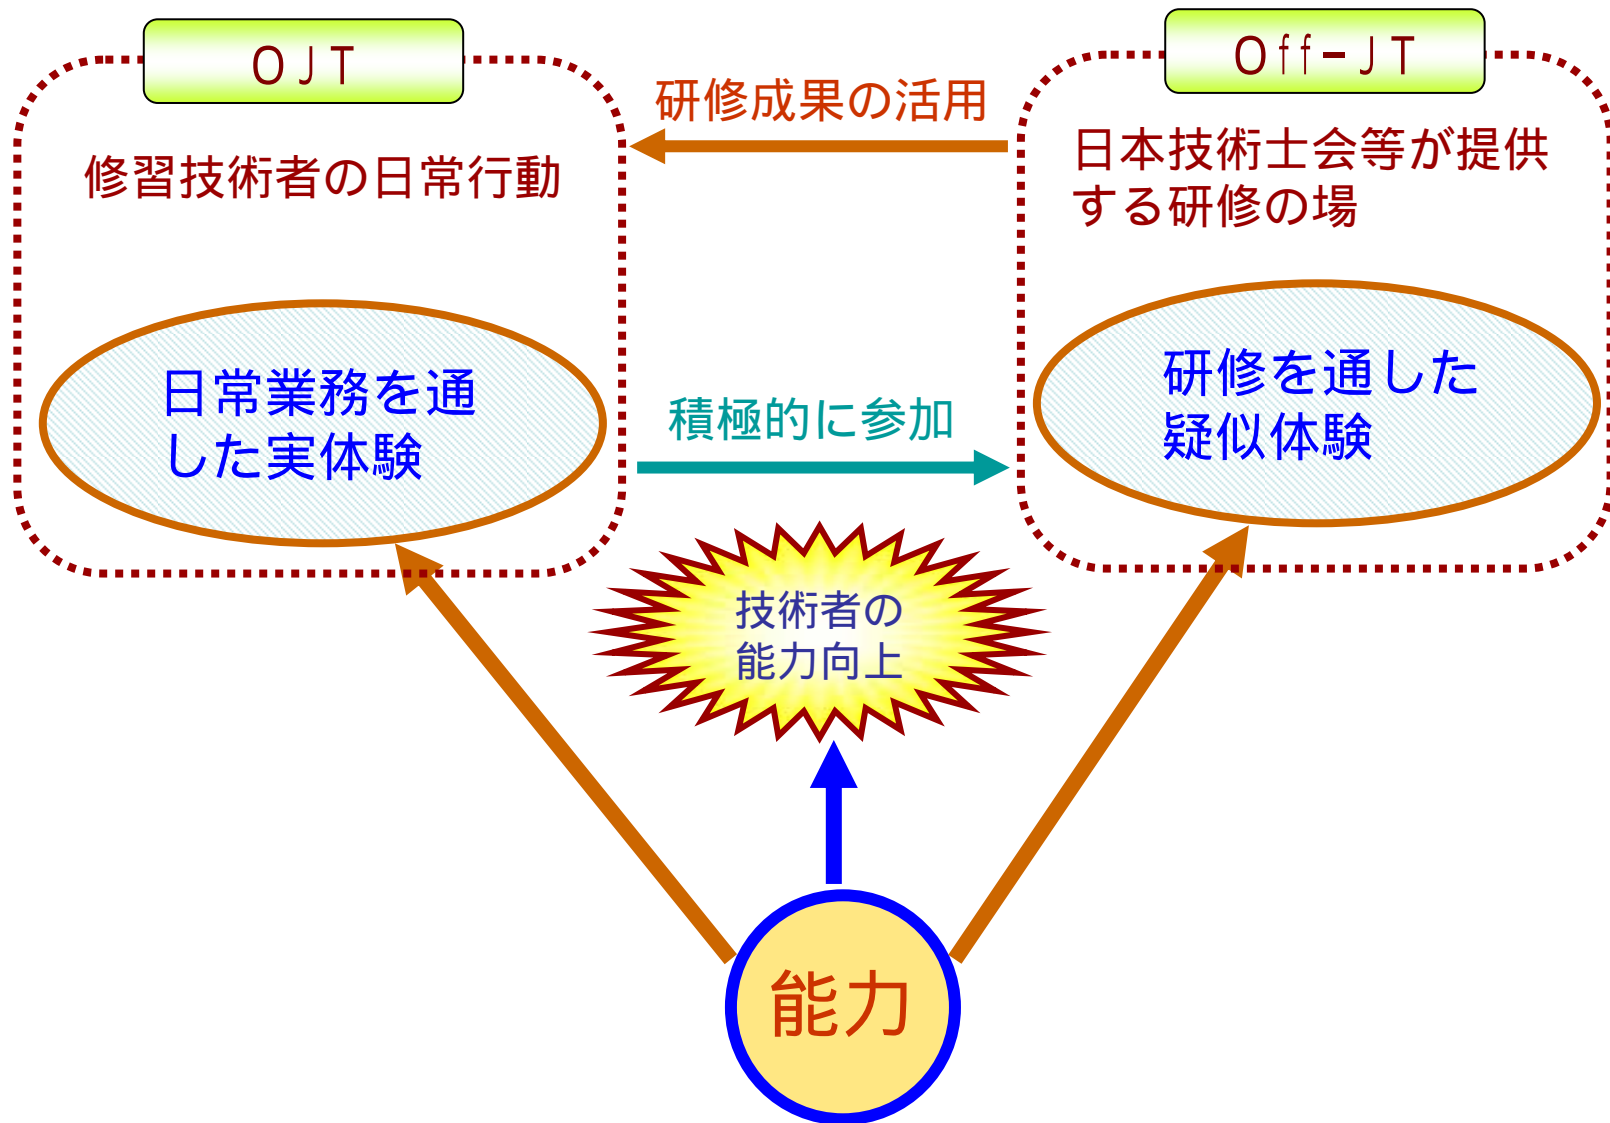 OJT
修習技術者の日常行動
日常業務を通
した実体験
研修成果の活用
積極的に参加
Off−JT
日本技術士会等が提供
する研修の場
研修を通した
疑似体験
技術者の
能力向上
能力